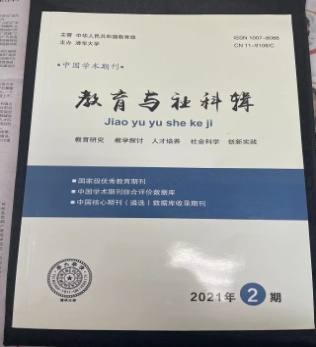 主管 中华人民共和国教育部
主办 清华大学
ISSN 1007-8088
CN 11-9108/C
中国学术期刊
教育与社科辑
Jiao yu yu she ke ji
教育研究 教学探讨 人才培养 社会科学 创新实践
国家级优秀教育期刊
中国学术期刊综合评价数据库
中国核心期刊(遴选)数据库收录期刊
2021年 2 期